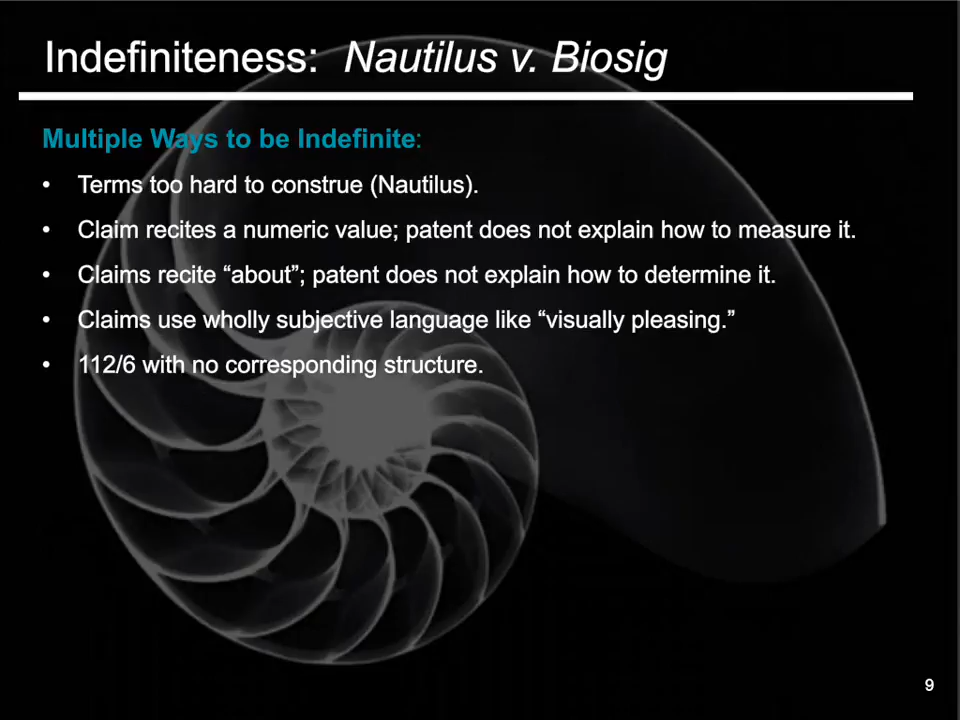 Indefiniteness: Nautilus v. Biosig
Multiple Ways to be Indefinite:
• Terms too hard to construe (Nautilus).
• Claim recites a numeric value; patent does not explain how to measure it.
• Claims recite “about”; patent does not explain how to determine it.
• Claims use wholly subjective language like “visually pleasing.”
• 112/6 with no corresponding structure.
9